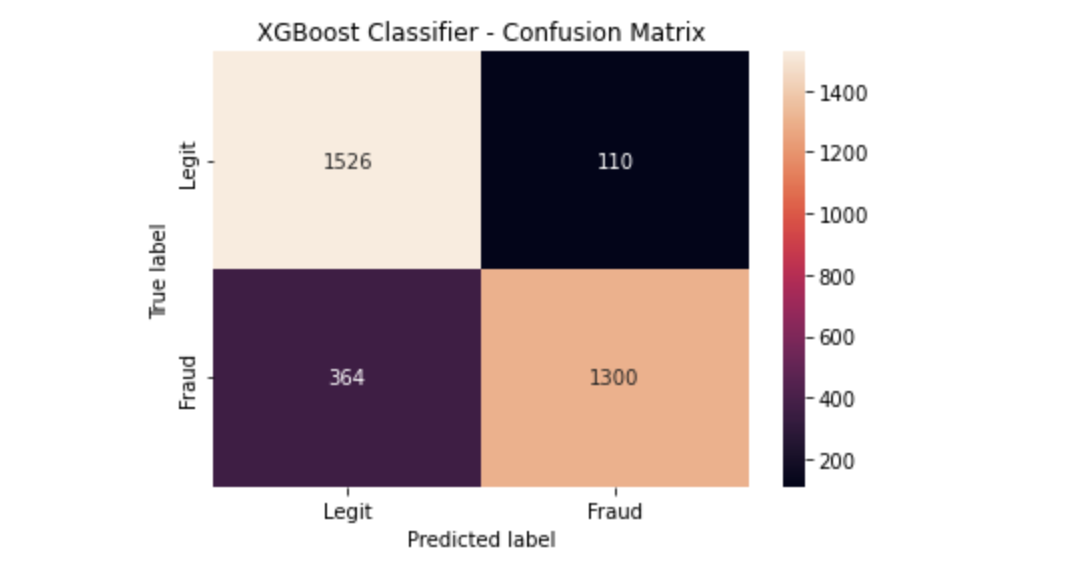 XGBoost Classifier - Confusion Matrix
True label
Legit
Fraud
1526
110
364
1300
Legit
Fraud
Predicted label
1400
1200
1000
800
600
400
200